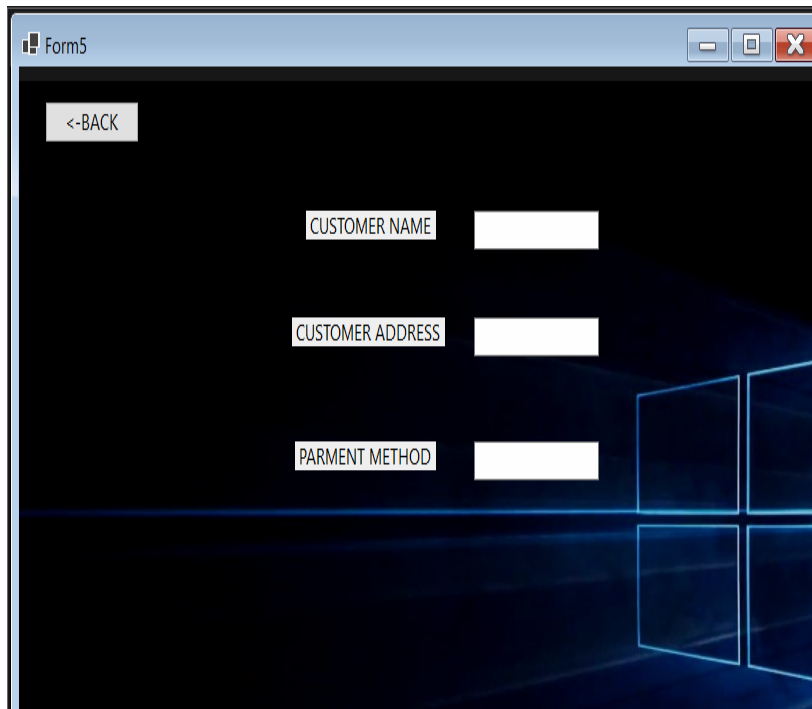 Form5
<-BACK
CUSTOMER NAME
CUSTOMER ADDRESS
PARMENT METHOD